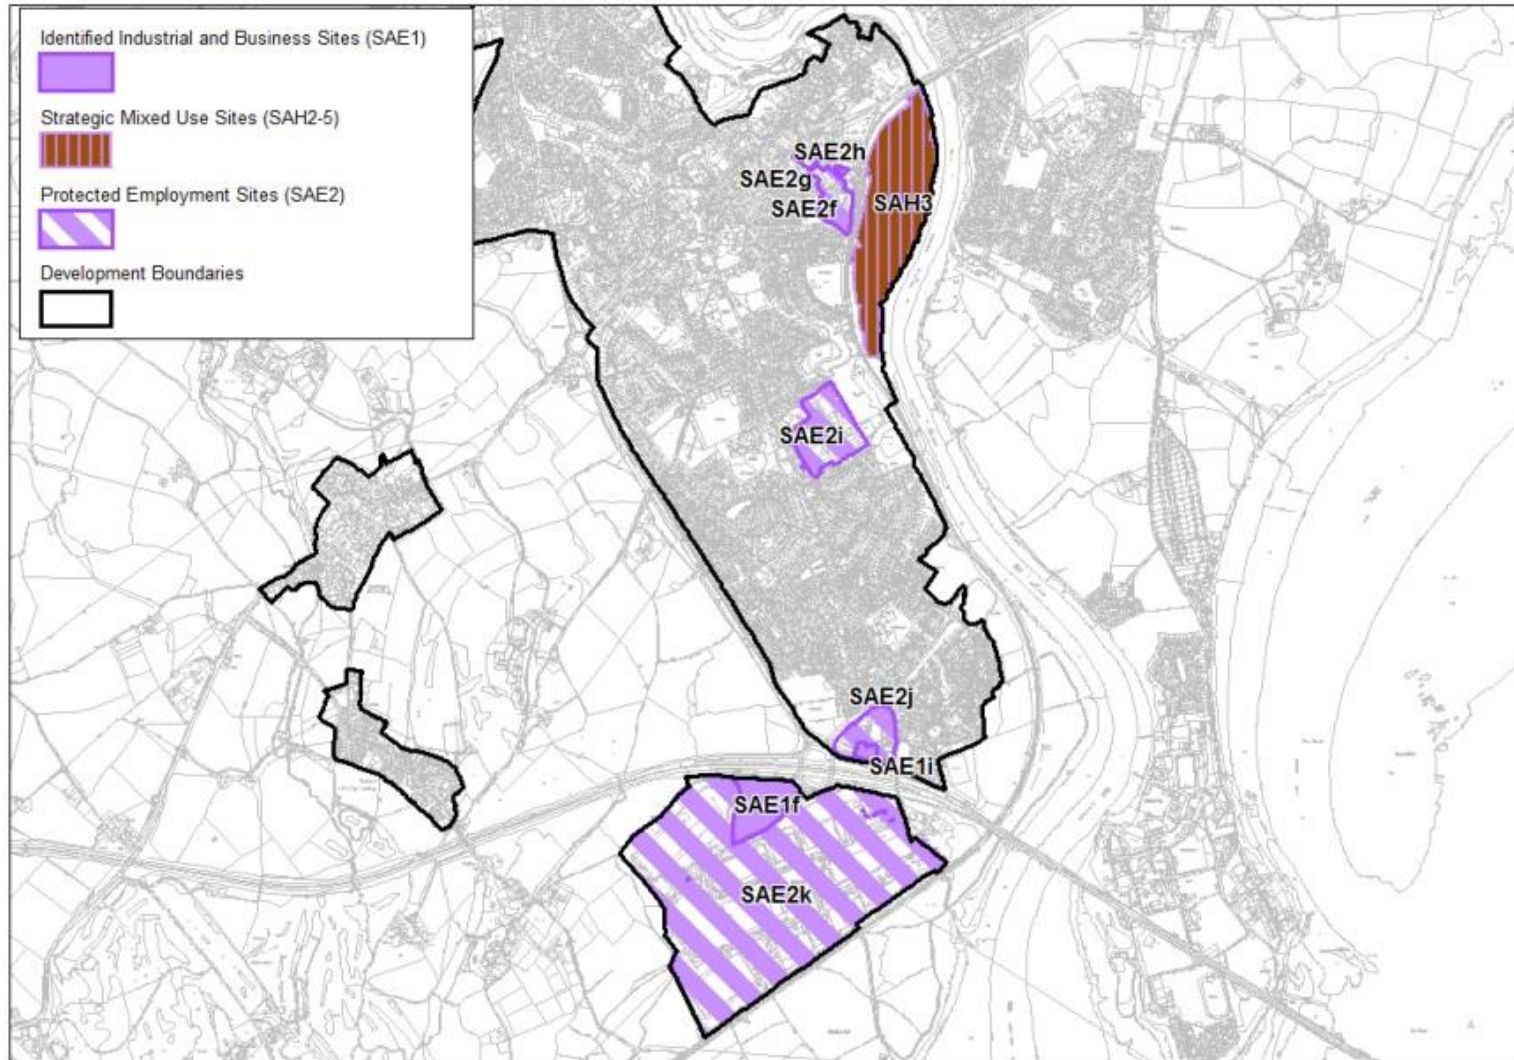 Identified Industrial and Business Sites (SAE1)
Strategic Mixed Use Sites (SAH2-5)
Protected Employment Sites (SAE2)
Development Boundaries
SAE2h
SAE2g
SAE2f
SAH3
SAE2i
SAE2j
SAE1i
SAE1f
SAE2k